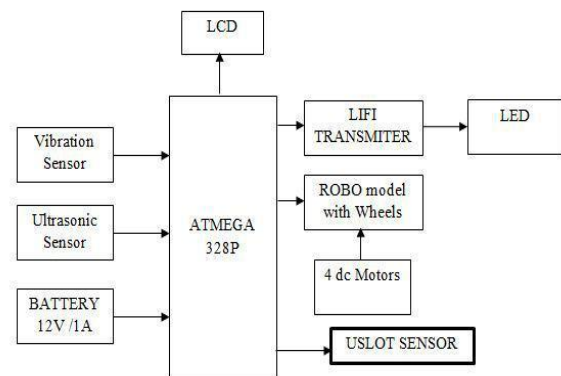 LCD
LIFI
TRANSMITER
LED
Vibration
Sensor
Ultrasonic
Sensor
BATTERY
12V /1A
ATMEGA
328P
ROBO model
with Wheels
4 dc Motors
USLOT SENSOR